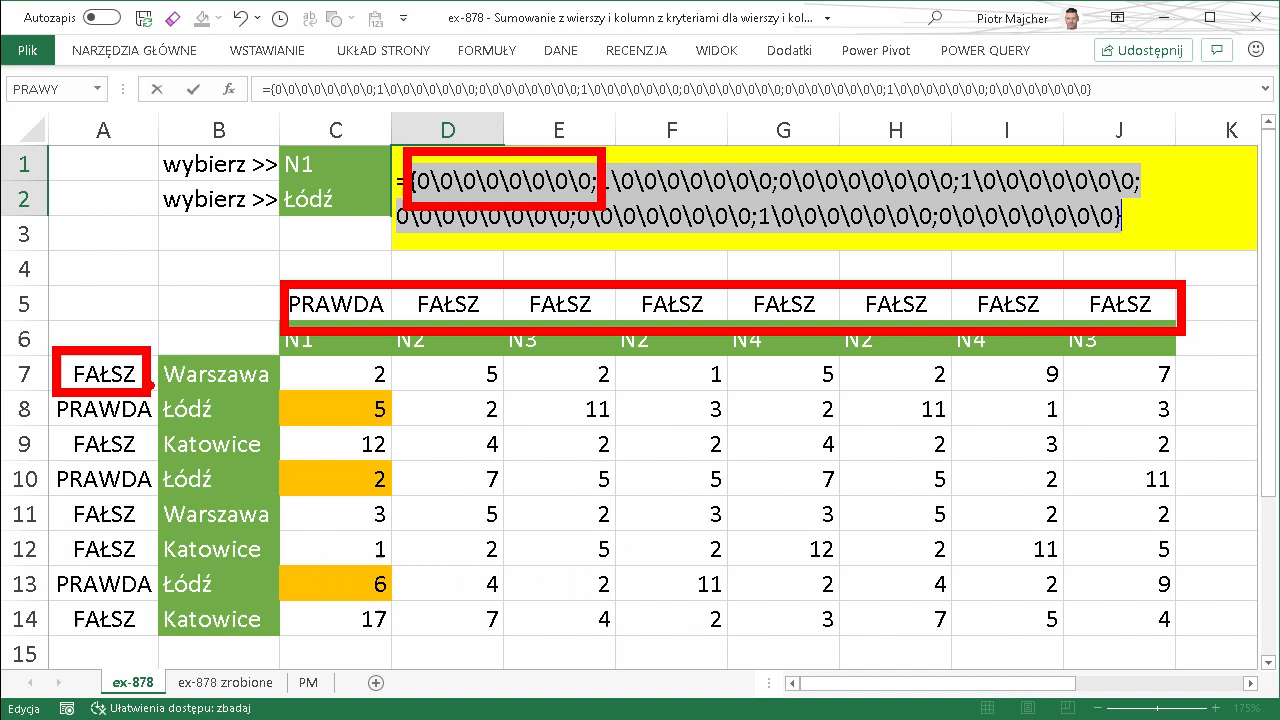 Autozapis
ex-878 - Sumowanie z wierszy i kolumn z kryteriami dla wierszy i
Piotr Majcher
Plik NARZĘDZIA GŁÓWNE WSTAWIANIE UKŁAD STRONY FORMUŁY DANE RECENZJA WIDOK Dodatki Power Pivot POWER QUERY Udostępnij
PRAWY fx ={0\0\0\0\0\0\0\0;1\0\0\0\0\0\0\0;0\0\0\0\0\0\0\0;1\0\0\0\0\0\0\0;0\0\0\0\0\0\0\0;0\0\0\0\0\0\0\0;1\0\0\0\0\0\0\0;0\0\0\0\0\0\0\0}
A B C D E F G H I J K
1 wybierz >> N1
={0\0\0\0\0\0\0\0;1\0\0\0\0\0\0\0;0\0\0\0\0\0\0\0;1\0\0\0\0\0\0\0;
2 wybierz >> Łódź
0\0\0\0\0\0\0\0;0\0\0\0\0\0\0\0;1\0\0\0\0\0\0\0;0\0\0\0\0\0\0\0}
3
4
5 PRAWDA FAŁSZ FAŁSZ FAŁSZ FAŁSZ FAŁSZ FAŁSZ FAŁSZ
6 N1 N2 N3 N2 N4 N2 N4 N3
7 FAŁSZ Warszawa 2 5 2 1 5 2 9 7
8 PRAWDA Łódź 5 2 11 3 2 11 1 3
9 FAŁSZ Katowice 12 4 2 2 4 2 3 2
10 PRAWDA Łódź 2 7 5 5 7 5 2 11
11 FAŁSZ Warszawa 3 5 2 3 3 5 2 2
12 FAŁSZ Katowice 1 2 5 2 12 2 11 5
13 PRAWDA Łódź 6 4 2 11 2 4 2 9
14 FAŁSZ Katowice 17 7 4 2 3 7 5 4
15
ex-878 ex-878 zrobione PM
Edycja Ułatwienia dostępu: zbadaj 175%